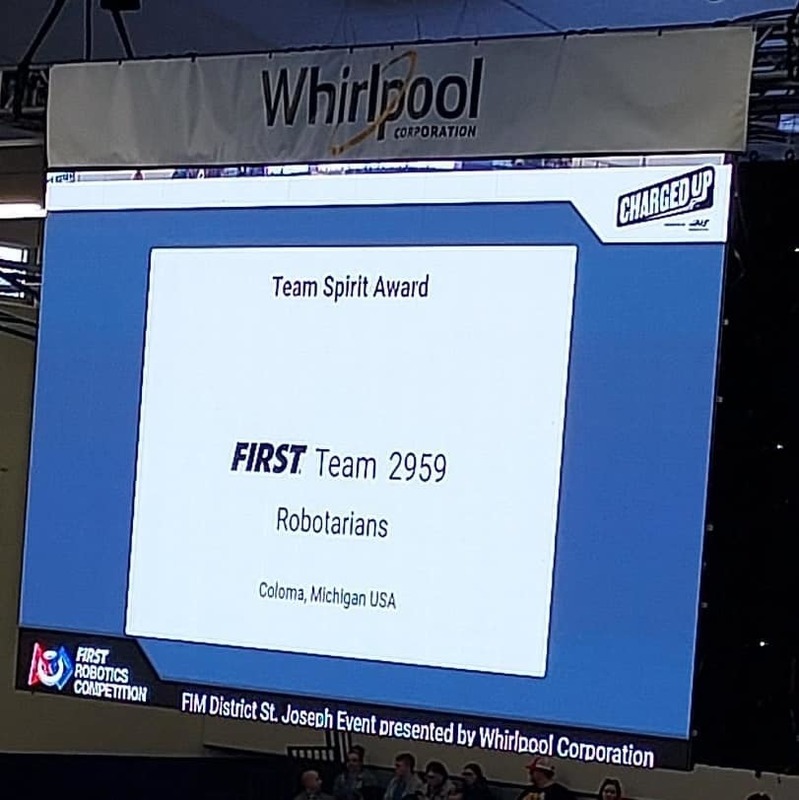 Whirlpool
CORPORATION
CHARGED UP
Team Spirit Award
FIRST Team 2959
Robotarians
Coloma, Michigan USA
FIRST
ROBOTICS
COMPETITION
FIM District St. Joseph Event presented by Whirlpool Corporation